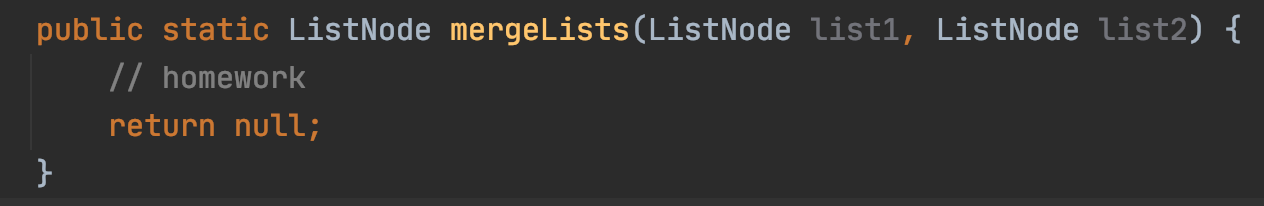 public static ListNode mergeLists(ListNode list1, ListNode list2) {
    // homework
    return null;
}